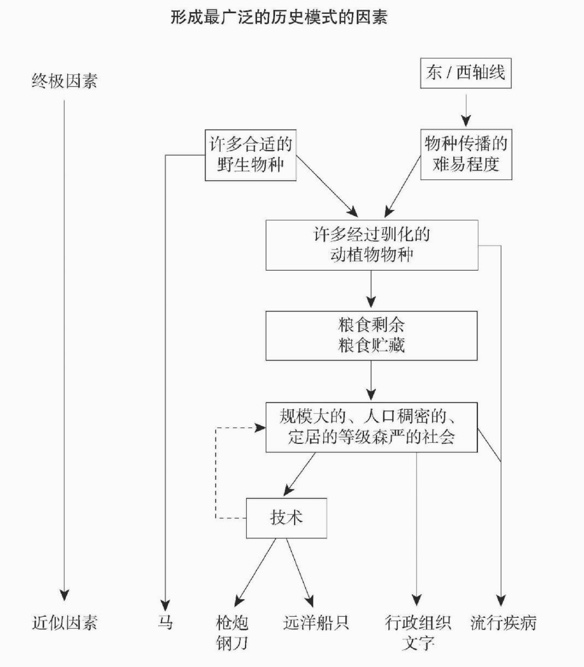 形成最广泛的历史模式的因素
终极因素
东/西轴线
许多合适的
野生物种
物种传播的
难易程度
许多经过驯化的
动植物物种
粮食剩余
粮食贮藏
规模大的、人口稠密的、
定居的等级森严的社会
技术
近似因素
马
枪炮
钢刀
远洋船只
行政组织
文字
流行疾病